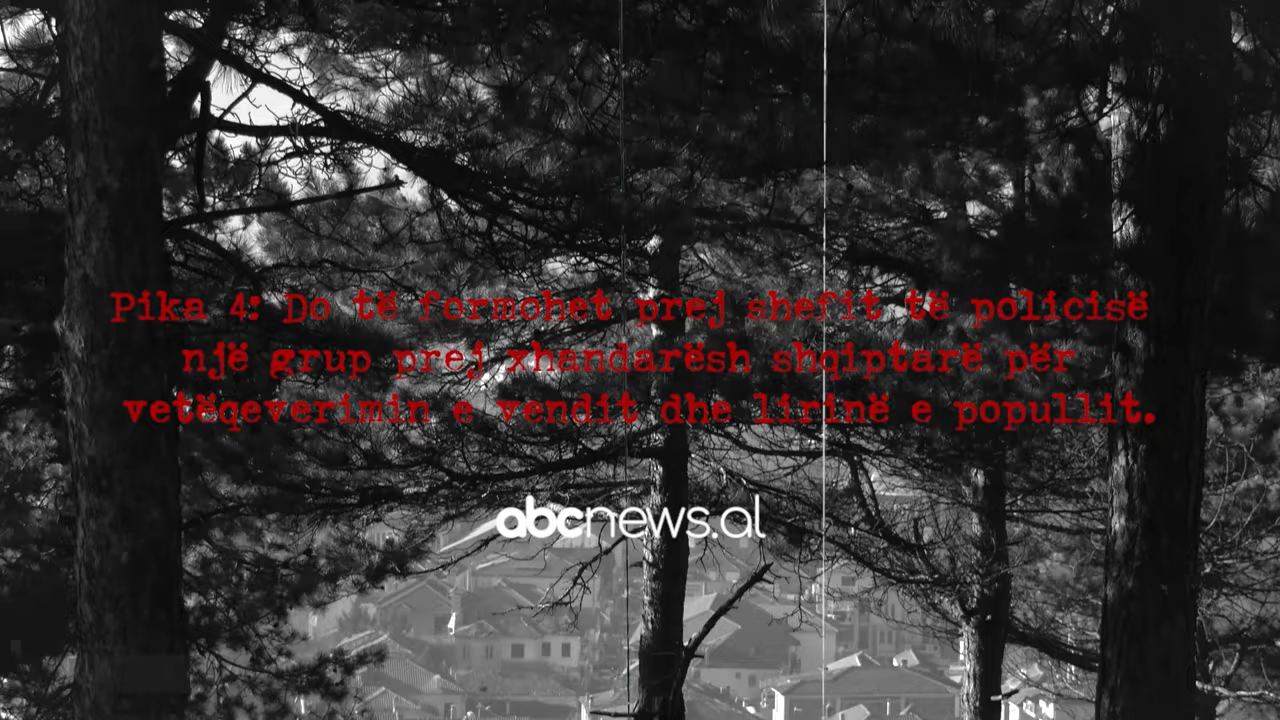 Pika 4: Do të formohet prej shefit të policisë
një grup prej xhandarësh shqiptarë për
vetëqeverimin e vendit dhe lirinë e popullit.
abcnews.al